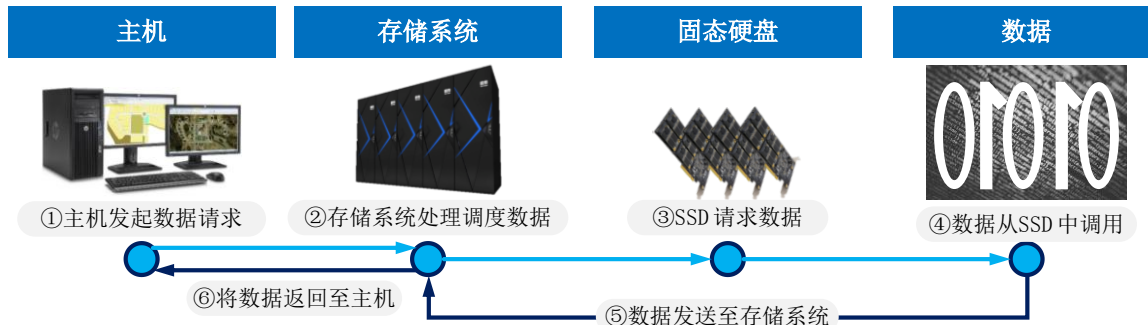 主机
存储系统
固态硬盘
数据
01010
①主机发起数据请求
②存储系统处理调度数据
③SSD 请求数据
④数据从SSD 中调用
⑥将数据返回至主机
⑤数据发送至存储系统